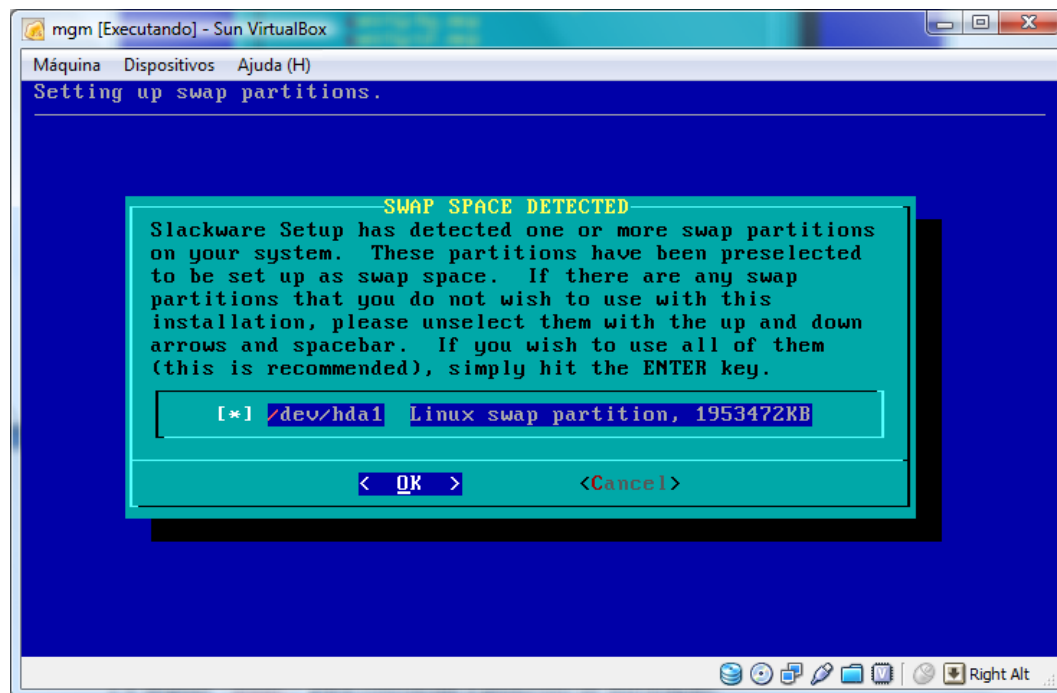 mgm [Executando] - Sun VirtualBox
Máquina Dispositivos Ajuda (H)
Setting up swap partitions.
SWAP SPACE DETECTED
Slackware Setup has detected one or more swap partitions
on your system. These partitions have been preselected
to be set up as swap space. If there are any swap
partitions that you do not wish to use with this
installation, please unselect them with the up and down
arrows and spacebar. If you wish to use all of them
(this is recommended), simply hit the ENTER key.
[*] /dev/hda1 Linux swap partition, 1953472KB
< OK > <Cancel>
Right Alt